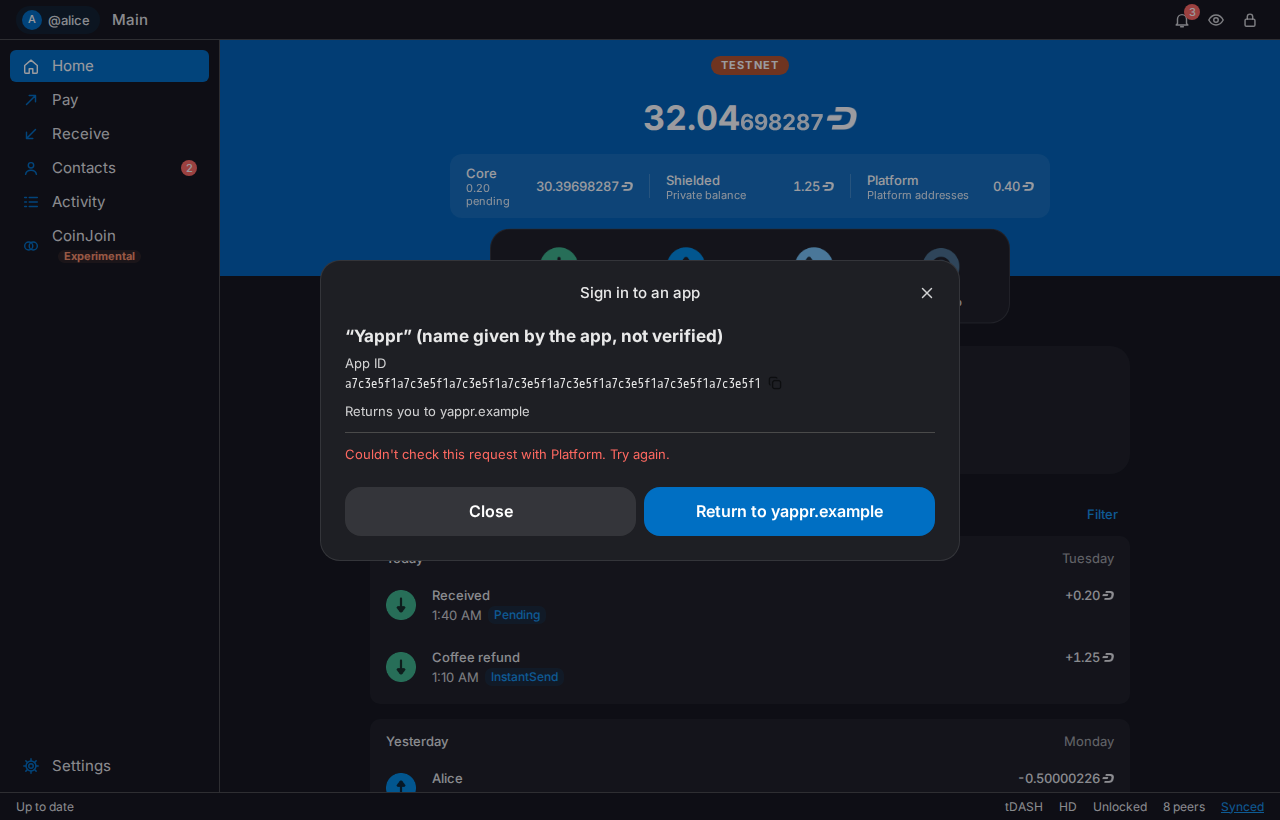 A @alice Main 3
Home
Pay
Receive
Contacts 2
Activity
CoinJoin
Experimental
Settings
TESTNET
32.04698287
Core
0.20
pending
30.39698287
Shielded
Private balance
1.25
Platform
Platform addresses
0.40
Sign in to an app
“Yappr” (name given by the app, not verified)
App ID
a7c3e5f1a7c3e5f1a7c3e5f1a7c3e5f1a7c3e5f1a7c3e5f1a7c3e5f1a7c3e5f1
Returns you to yappr.example
Couldn't check this request with Platform. Try again.
Close
Return to yappr.example
Filter
Today Tuesday
Received +0.20
1:40 AM Pending
Coffee refund +1.25
1:10 AM InstantSend
Yesterday Monday
Alice -0.50000226
Up to date tDASH HD Unlocked 8 peers Synced